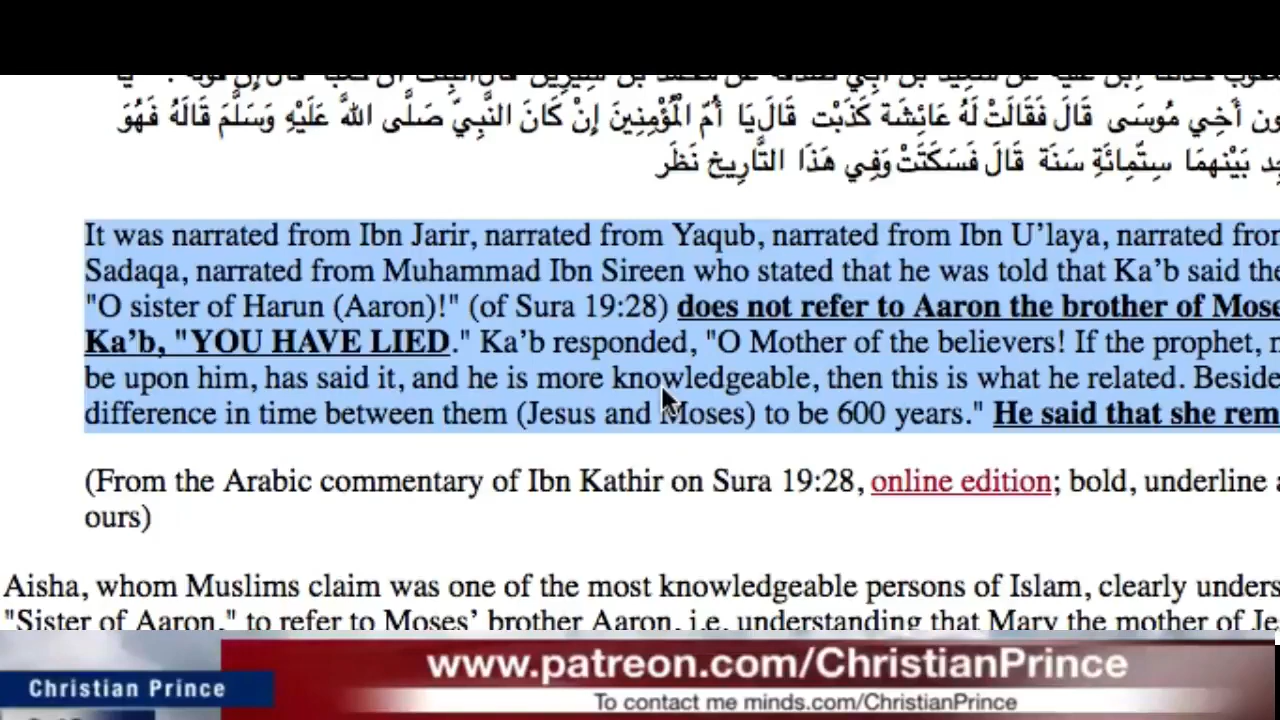 ون أَخِي مُوسَى قَالَ فَقَالَتْ لَهُ عَائِشَة كَذَبْت قَالَ يَا أُمّ الْمُؤْمِنِينَ إِنْ كَانَ النَّبِيّ صَلَّى اللَّه عَلَيْهِ وَسَلَّمَ قَالَهُ فَهُوَ
جِد بَيْنهمَا سِتّمِائَةِ سَنَة قَالَ فَسَكَتَتْ وَفِي هَذَا التَّأْرِيخ نَظَر
It was narrated from Ibn Jarir, narrated from Yaqub, narrated from Ibn U’laya, narrated from
Sadaqa, narrated from Muhammad Ibn Sireen who stated that he was told that Ka’b said the
"O sister of Harun (Aaron)!" (of Sura 19:28) does not refer to Aaron the brother of Mose
Ka’b, "YOU HAVE LIED." Ka’b responded, "O Mother of the believers! If the prophet, m
be upon him, has said it, and he is more knowledgeable, then this is what he related. Beside
difference in time between them (Jesus and Moses) to be 600 years." He said that she rem
(From the Arabic commentary of Ibn Kathir on Sura 19:28, online edition; bold, underline a
ours)
Aisha, whom Muslims claim was one of the most knowledgeable persons of Islam, clearly unders
"Sister of Aaron," to refer to Moses’ brother Aaron, i.e. understanding that Mary the mother of Je
www.patreon.com/ChristianPrince
Christian Prince
To contact me minds.com/ChristianPrince